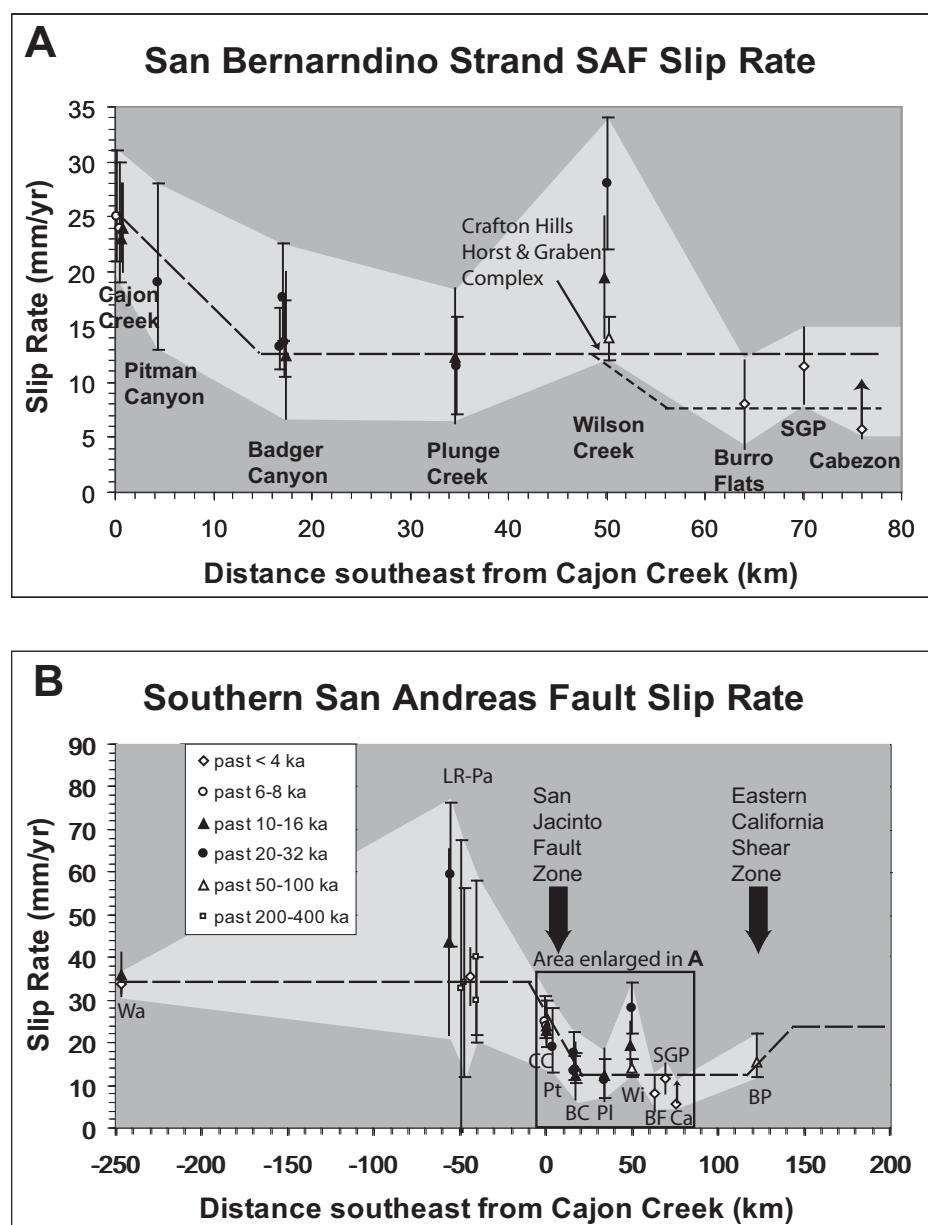 A
San Bernarndino Strand SAF Slip Rate
35
30
25
20
15
10
5
0
Slip Rate (mm/yr)
Crafton Hills
Horst & Graben
Complex
Cajon
Creek
Pitman
Canyon
Badger
Canyon
Plunge
Creek
Wilson
Creek
Burro
Flats
SGP
Cabezon
0 10 20 30 40 50 60 70 80
Distance southeast from Cajon Creek (km)
B
Southern San Andreas Fault Slip Rate
90
80
70
60
50
40
30
20
10
0
Slip Rate (mm/yr)
past < 4 ka
past 6-8 ka
past 10-16 ka
past 20-32 ka
past 50-100 ka
past 200-400 ka
LR-Pa
San
Jacinto
Fault
Zone
Eastern
California
Shear
Zone
Area enlarged in A
Wa
CC
Pt
BC
Pl
Wi
SGP
BF
Ca
BP
-250 -200 -150 -100 -50 0 50 100 150 200
Distance southeast from Cajon Creek (km)